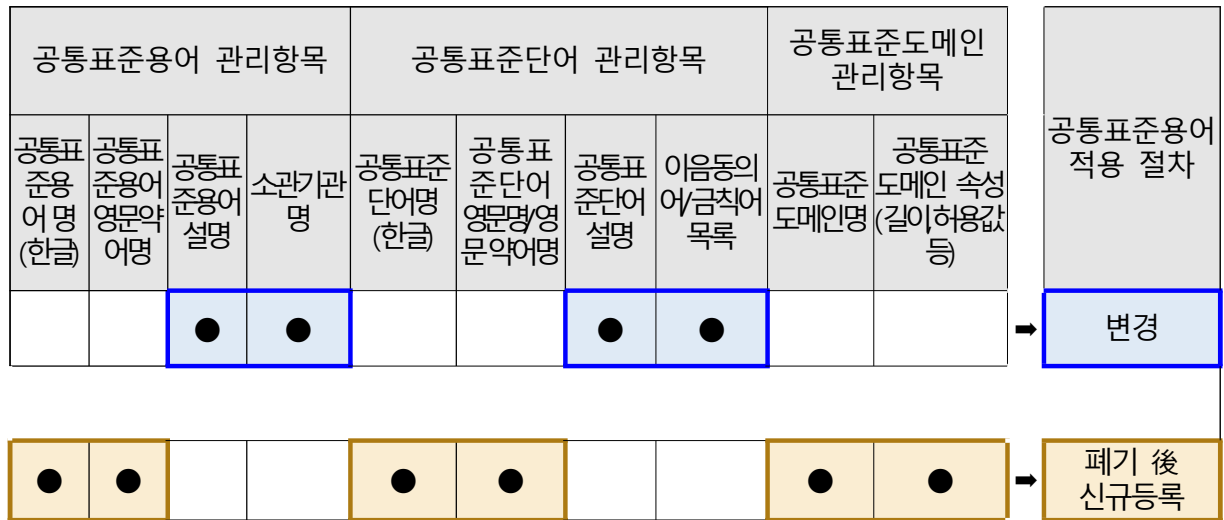 공통표준용어 관리항목
공통표준단어 관리항목
공통표준도메인
관리항목
공통표준용어
적용 절차
공통표
준용
어 명
(한글)
공통표
준용어
영문약
어명
공통표
준용어
설명
소관기관
명
공통표준
단어명
(한글)
공통표
준단어
영문명/영
문약어명
공통표
준단어
설명
이음동의
어/금칙어
목록
공통표준
도메인명
공통표준
도메인 속성
(길이,허용값
등)
● ● ● ● ➡ 변경
● ● ● ● ● ● ➡ 폐기 後
신규등록